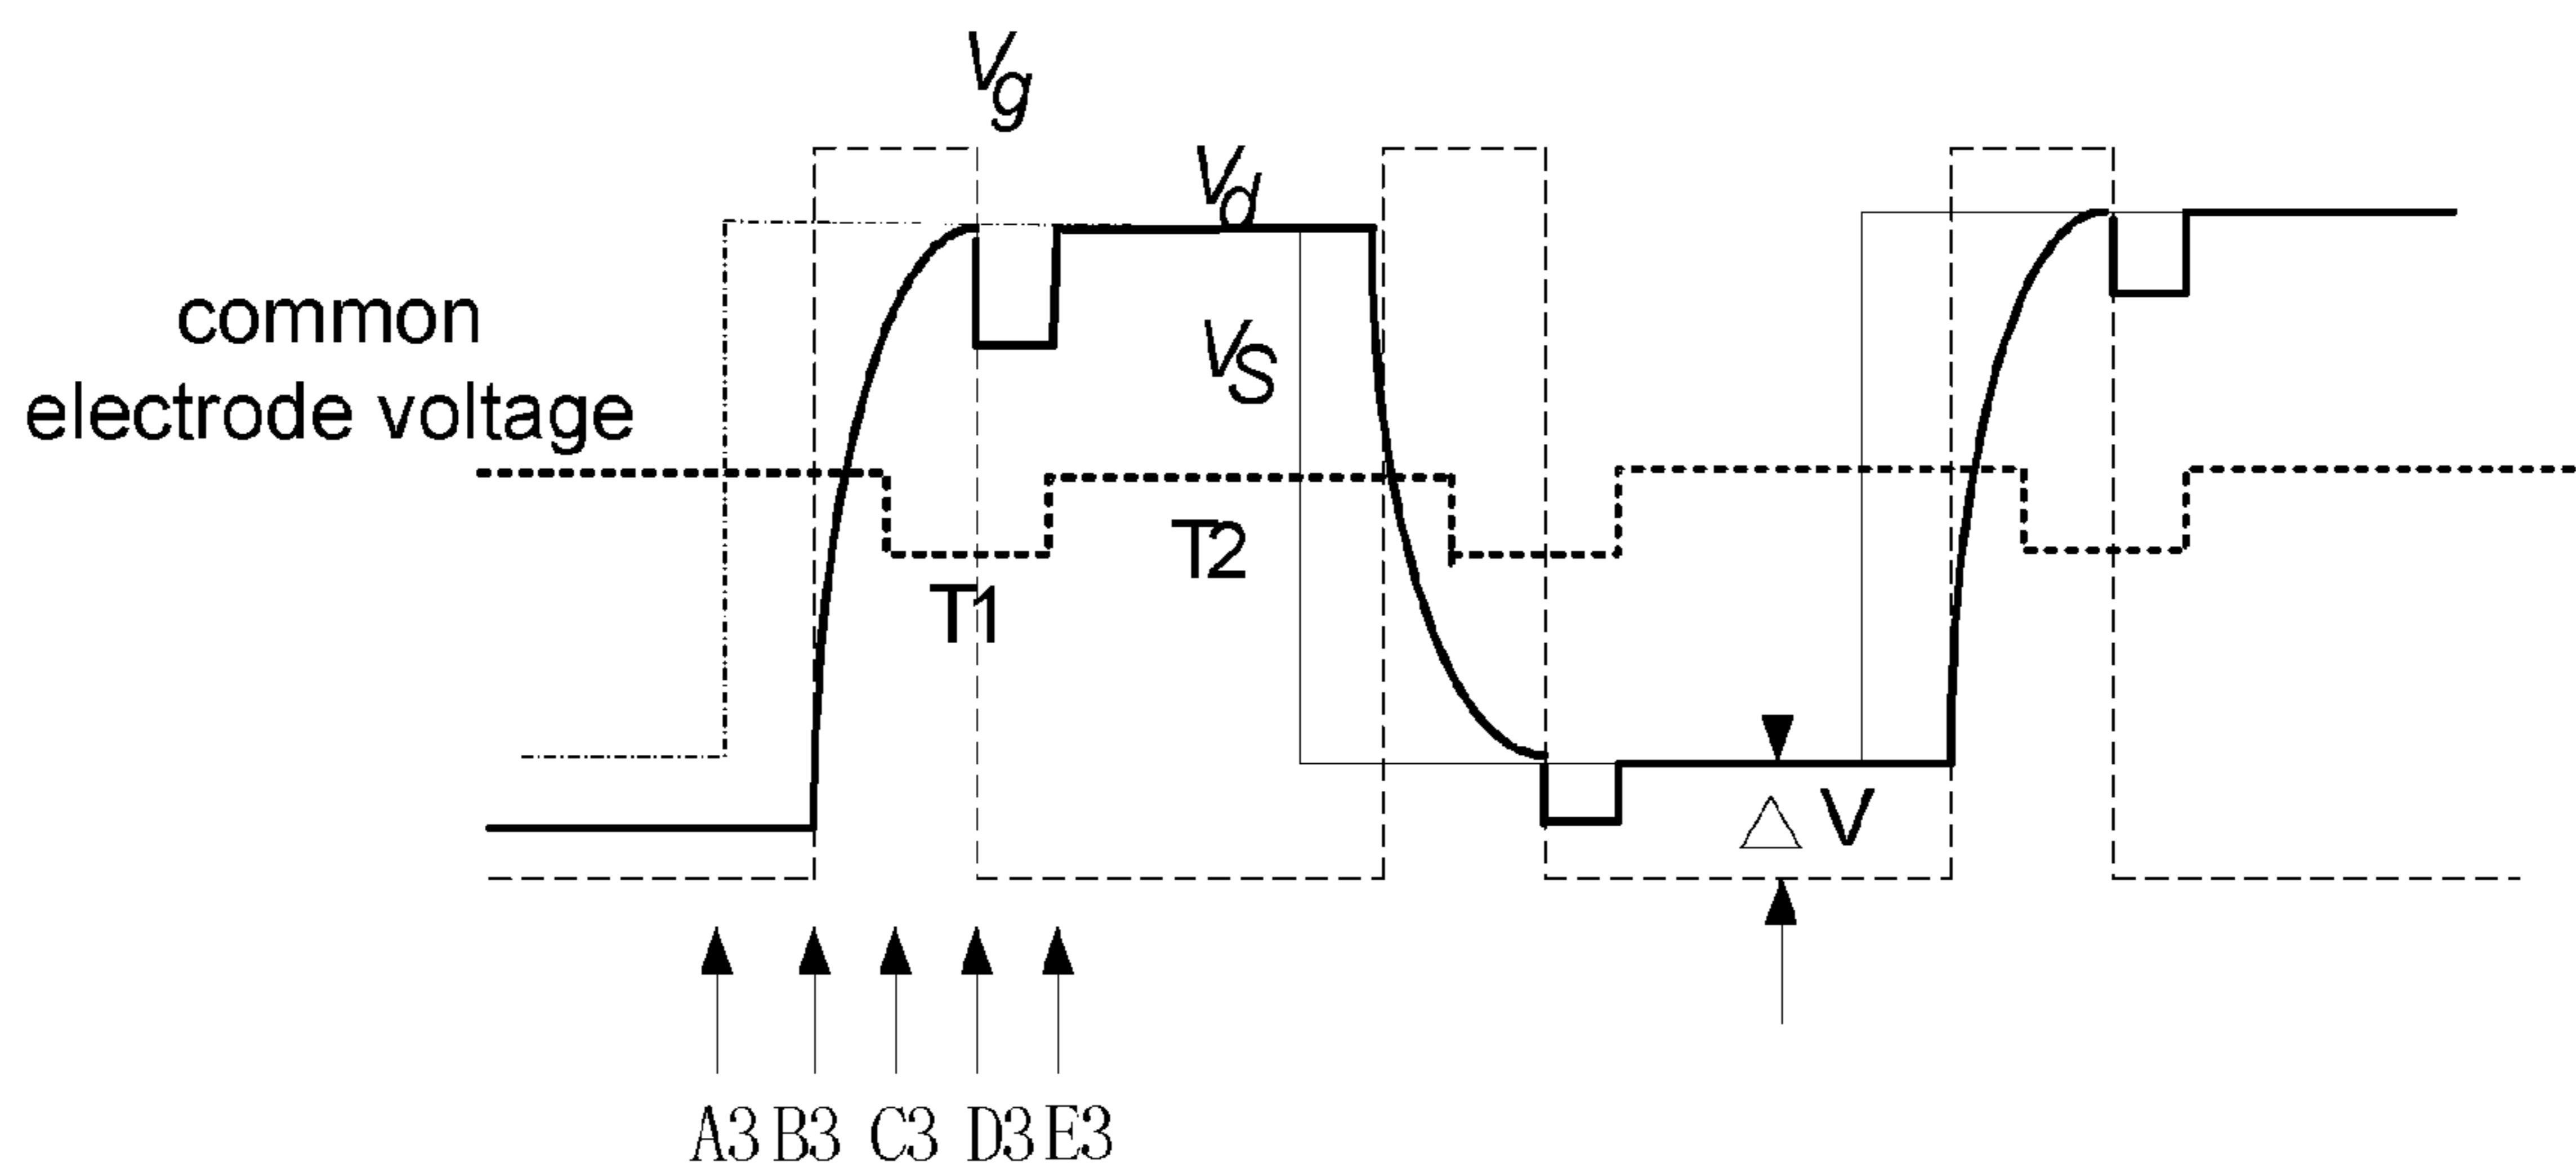 Vg
Vd
common
electrode voltage
VS
T1
T2
△ V
A3 B3 C3 D3 E3